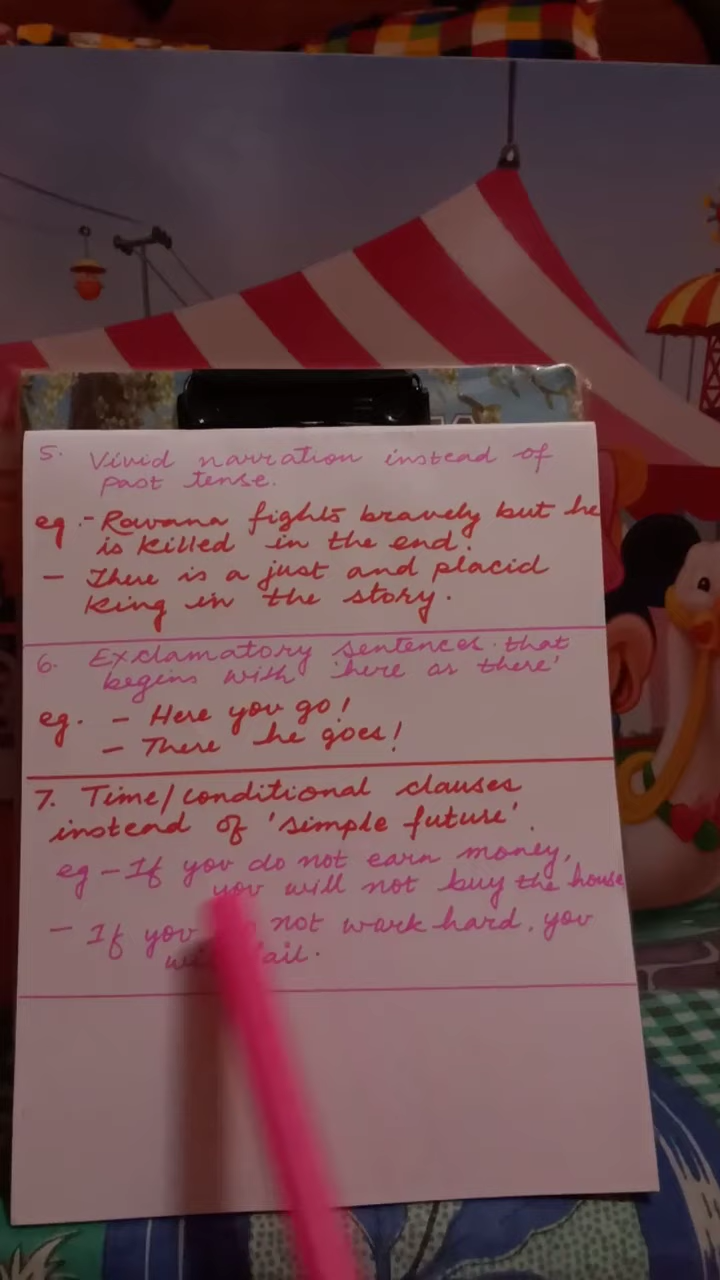 5. Vivid narration instead of
past tense.
eg :- Ravana fights bravely but he
is killed in the end.
- There is a just and placid
king in the story.
6. Exclamatory sentences that
begins with 'here or there'
eg. - Here you go!
- There he goes!
7. Time/conditional clauses
instead of 'simple future'.
eg - If you do not earn money,
you will not buy the house
- If you not work hard, you